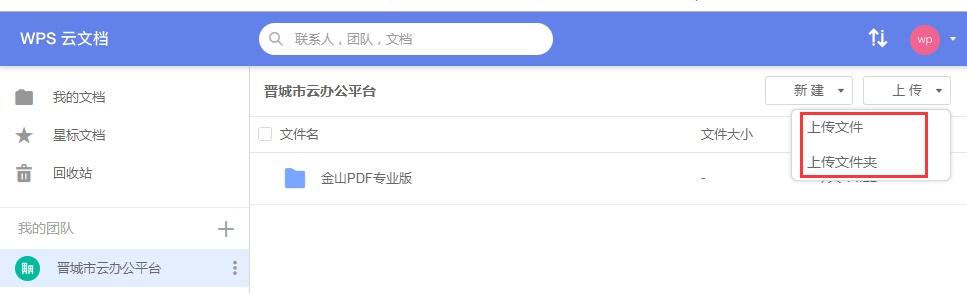 WPS 云文档
联系人，团队，文档
wp
我的文档
星标文档
回收站
我的团队
晋城市云办公平台
晋城市云办公平台
新 建
上 传
文件名
文件大小
上传文件
上传文件夹
金山PDF专业版
-